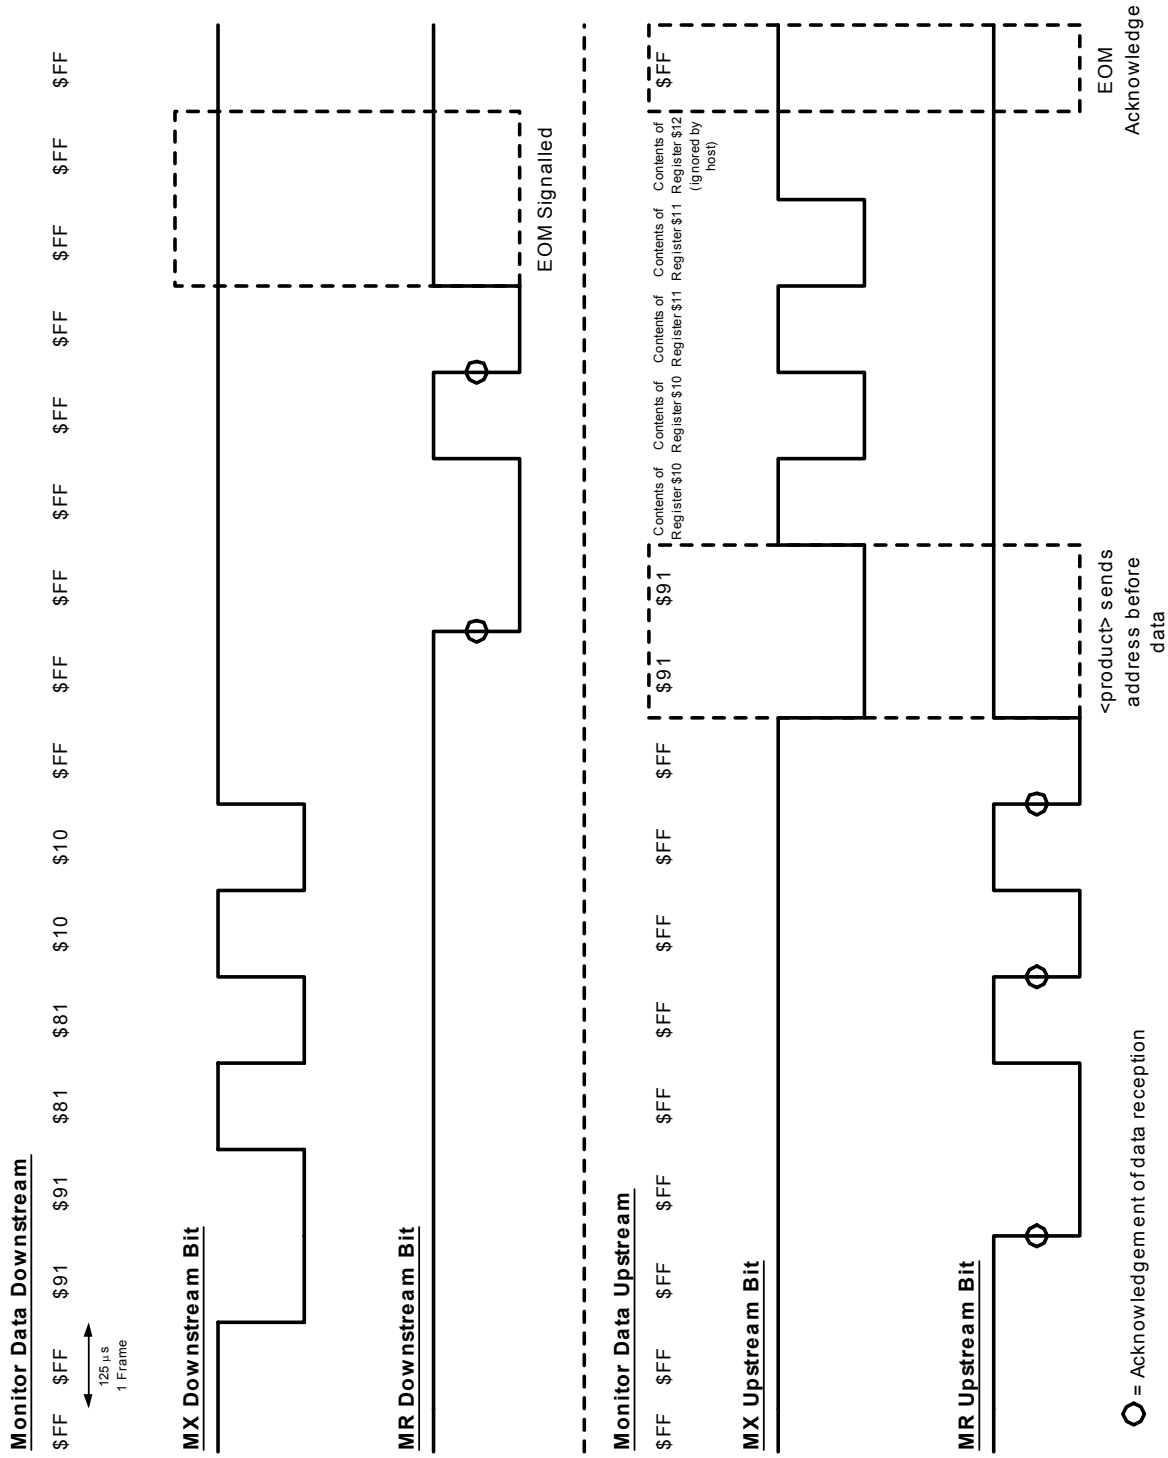 Monitor Data Downstream
$FF $FF $91 $91 $81 $81 $10 $10 $FF $FF $FF $FF $FF $FF $FF $FF $FF
125 µs
1 Frame
MX Downstream Bit
MR Downstream Bit
EOM Signalled
Monitor Data Upstream
$FF $FF $FF $FF $FF $FF $FF $FF $FF $91 $91
Contents of
Register $10
Contents of
Register $10
Contents of
Register $11
Contents of
Register $11
Contents of
Register $12
(ignored by
host)
$FF
MX Upstream Bit
MR Upstream Bit
<product> sends
address before
data
EOM
Acknowledge
= Acknowledgement of data reception